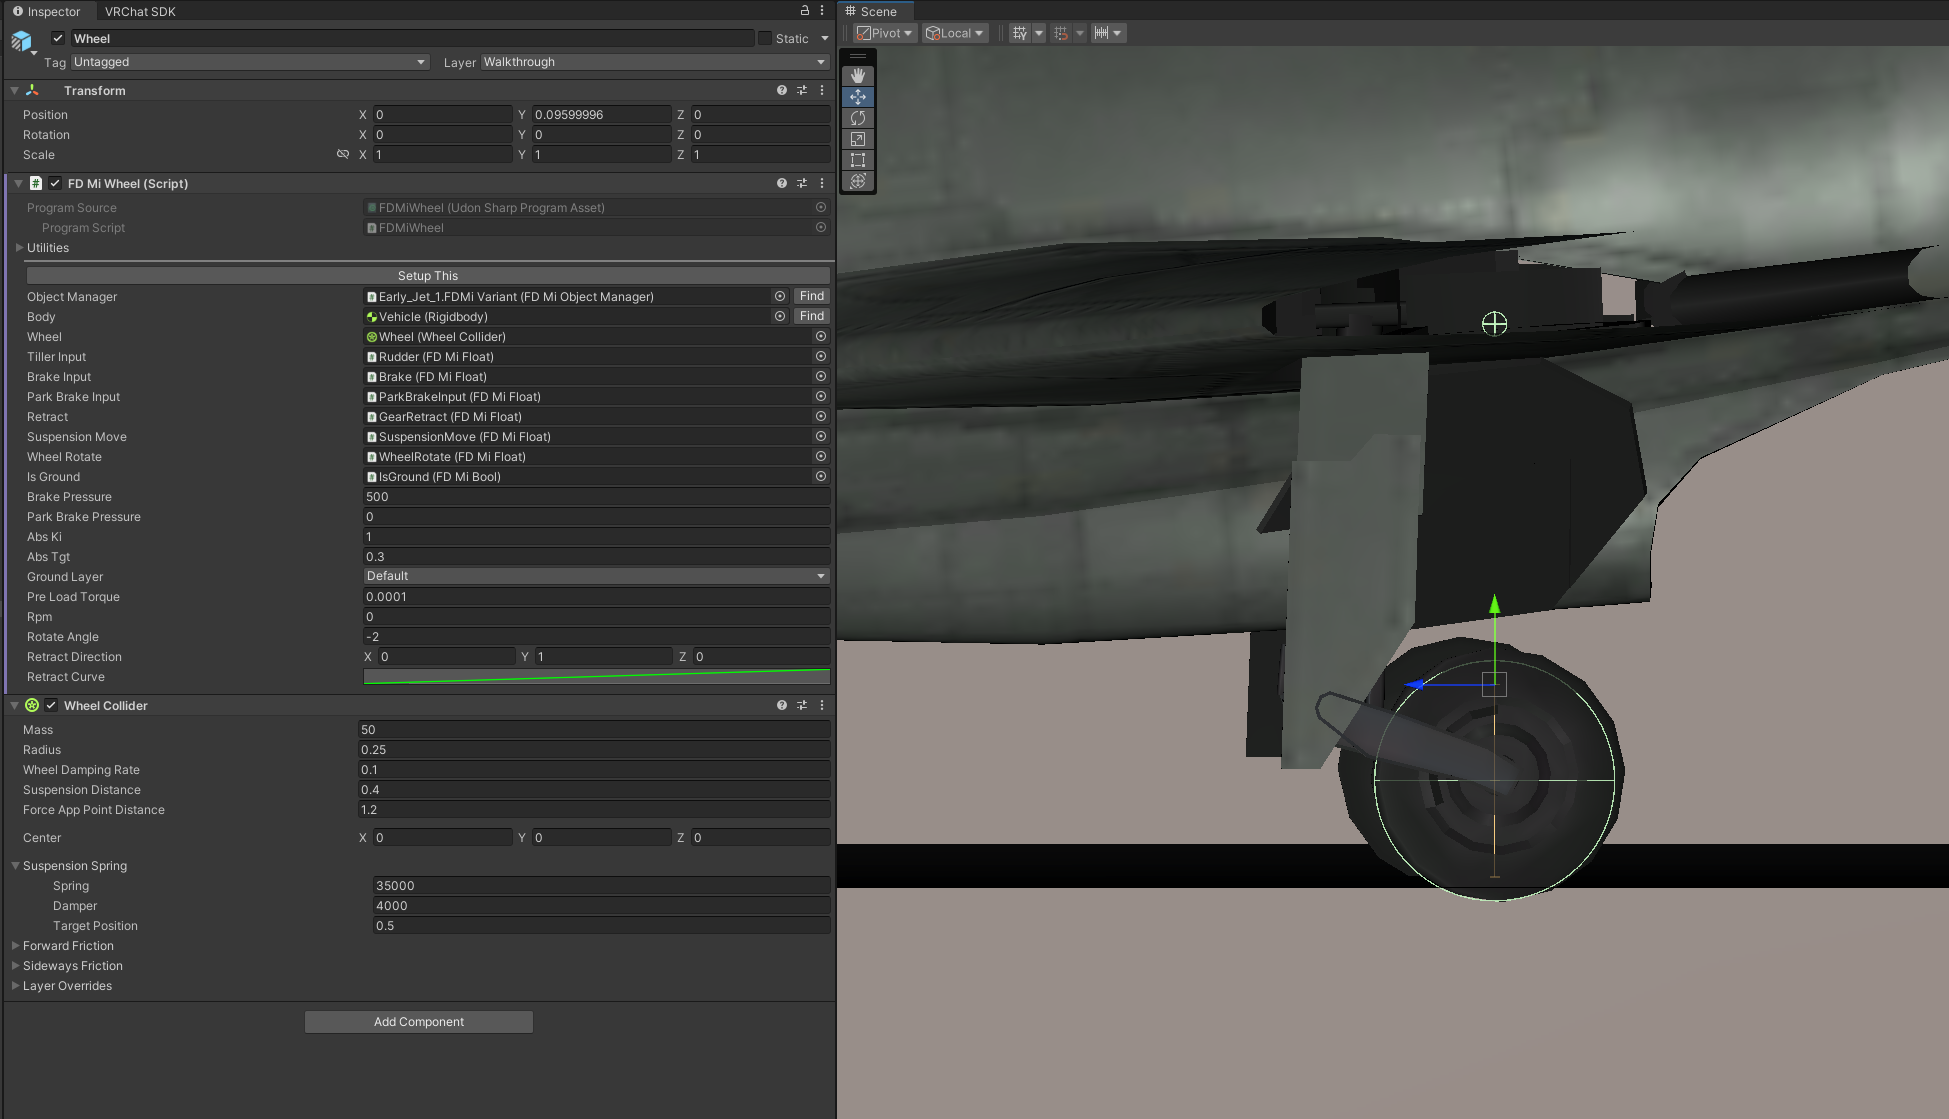 Inspector VRChat SDK
Wheel Static
Tag Untagged Layer Walkthrough
Transform
Position X 0 Y 0.09599996 Z 0
Rotation X 0 Y 0 Z 0
Scale X 1 Y 1 Z 1
# FD Mi Wheel (Script)
Program Source FDMiWheel (Udon Sharp Program Asset)
Program Script FDMiWheel
Utilities
Setup This
Object Manager Early_Jet_1.FDMi Variant (FD Mi Object Manager) Find
Body Vehicle (Rigidbody) Find
Wheel Wheel (Wheel Collider)
Tiller Input Rudder (FD Mi Float)
Brake Input Brake (FD Mi Float)
Park Brake Input ParkBrakeInput (FD Mi Float)
Retract GearRetract (FD Mi Float)
Suspension Move SuspensionMove (FD Mi Float)
Wheel Rotate WheelRotate (FD Mi Float)
Is Ground IsGround (FD Mi Bool)
Brake Pressure 500
Park Brake Pressure 0
Abs Ki 1
Abs Tgt 0.3
Ground Layer Default
Pre Load Torque 0.0001
Rpm 0
Rotate Angle -2
Retract Direction X 0 Y 1 Z 0
Retract Curve
Wheel Collider
Mass 50
Radius 0.25
Wheel Damping Rate 0.1
Suspension Distance 0.4
Force App Point Distance 1.2
Center X 0 Y 0 Z 0
Suspension Spring
Spring 35000
Damper 4000
Target Position 0.5
Forward Friction
Sideways Friction
Layer Overrides
Add Component
# Scene
Pivot Local